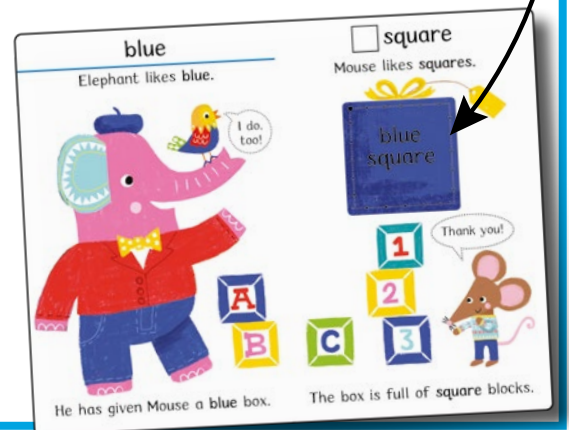 blue
Elephant likes blue.
I do,
too!
He has given Mouse a blue box.
square
Mouse likes squares.
blue
square
Thank you!
A
B
C
1
2
3
The box is full of square blocks.